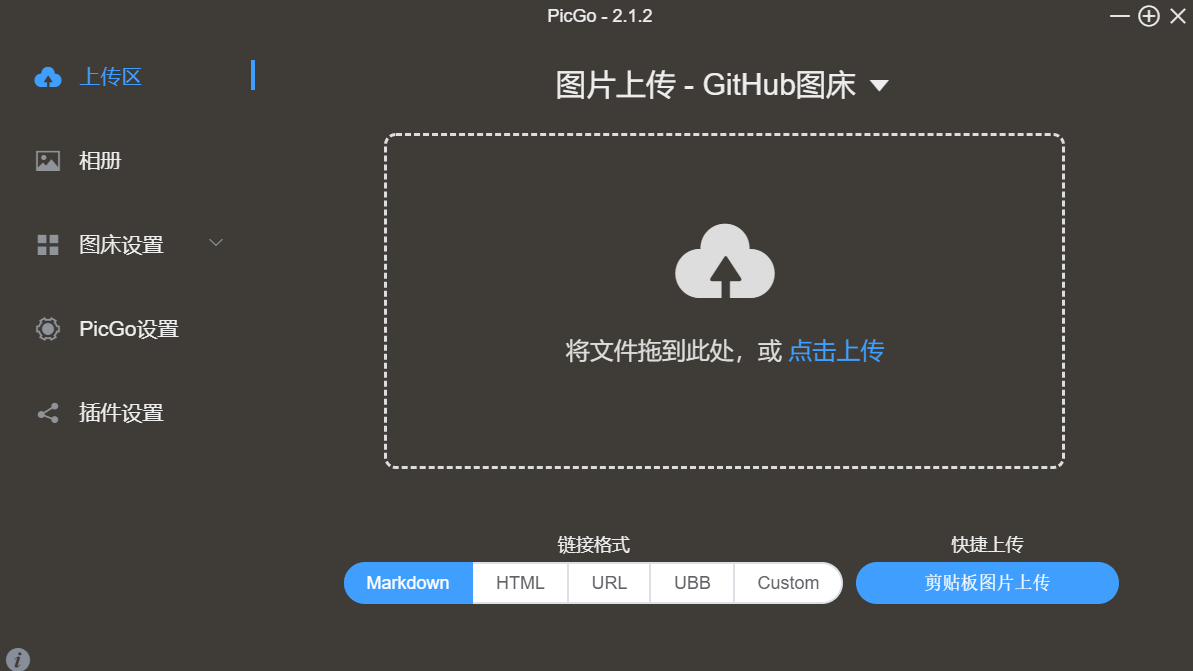 PicGo - 2.1.2
上传区
相册
图床设置
PicGo设置
插件设置
图片上传 - GitHub图床
将文件拖到此处，或 点击上传
链接格式
Markdown HTML URL UBB Custom
快捷上传
剪贴板图片上传
i